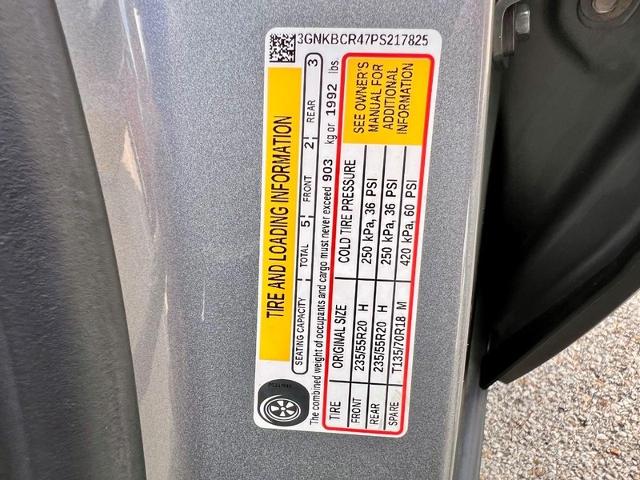 3GNKBCR47PS217825
TIRE AND LOADING INFORMATION
SEATING CAPACITY TOTAL 5 FRONT 2 REAR 3
The combined weight of occupants and cargo must never exceed 903 kg or 1992 lbs
TIRE ORIGINAL SIZE COLD TIRE PRESSURE
FRONT 235/55R20 H 250 kPa, 36 PSI
REAR 235/55R20 H 250 kPa, 36 PSI
SPARE T135/70R18 M 420 kPa, 60 PSI
SEE OWNER'S
MANUAL FOR
ADDITIONAL
INFORMATION